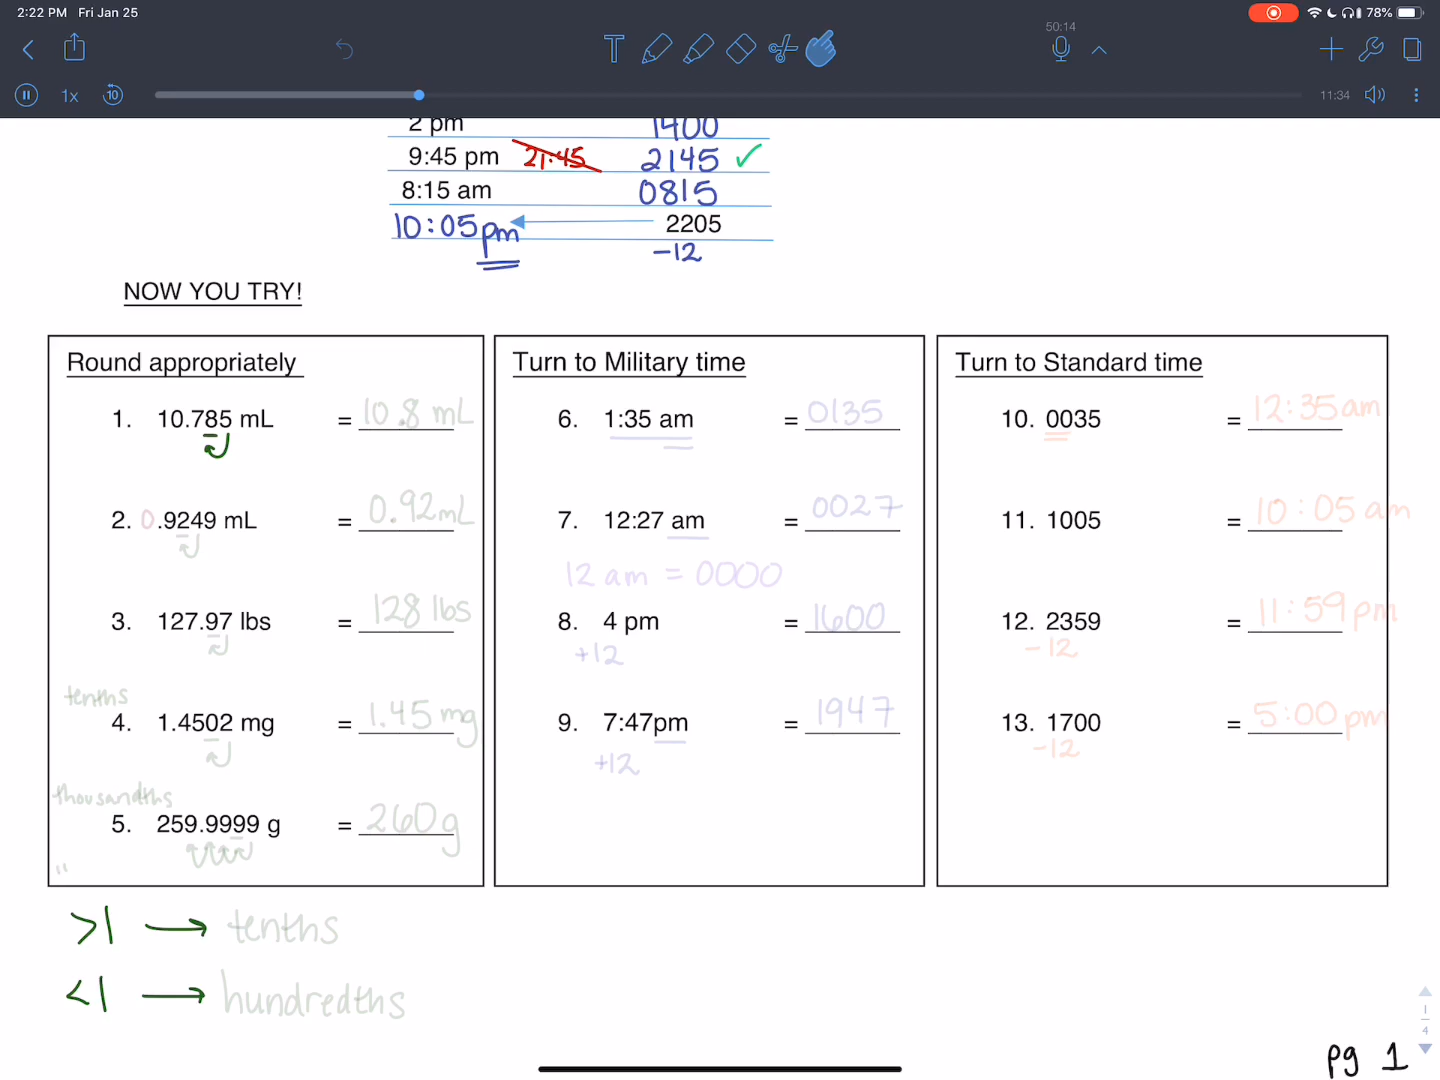 2:22 PM Fri Jan 25
78%
50:14
T
1x
10
11:34
2 pm 1400
9:45 pm 21:45 2145 ✓
8:15 am 0815
10:05pm 2205
-12
NOW YOU TRY!
Round appropriately
1. 10.785 mL = 10.8 mL
2. 0.9249 mL = 0.92mL
3. 127.97 lbs = 128 lbs
tenths
4. 1.4502 mg = 1.45 mg
thousandths
5. 259.9999 g = 260g
"
Turn to Military time
6. 1:35 am = 0135
7. 12:27 am = 0027
12 am = 0000
8. 4 pm = 1600
+12
9. 7:47pm = 1947
+12
Turn to Standard time
10. 0035 = 12:35am
11. 1005 = 10:05 am
12. 2359 = 11:59 pm
-12
13. 1700 = 5:00 pm
-12
>1 → tenths
<1 → hundredths
1
4
pg 1